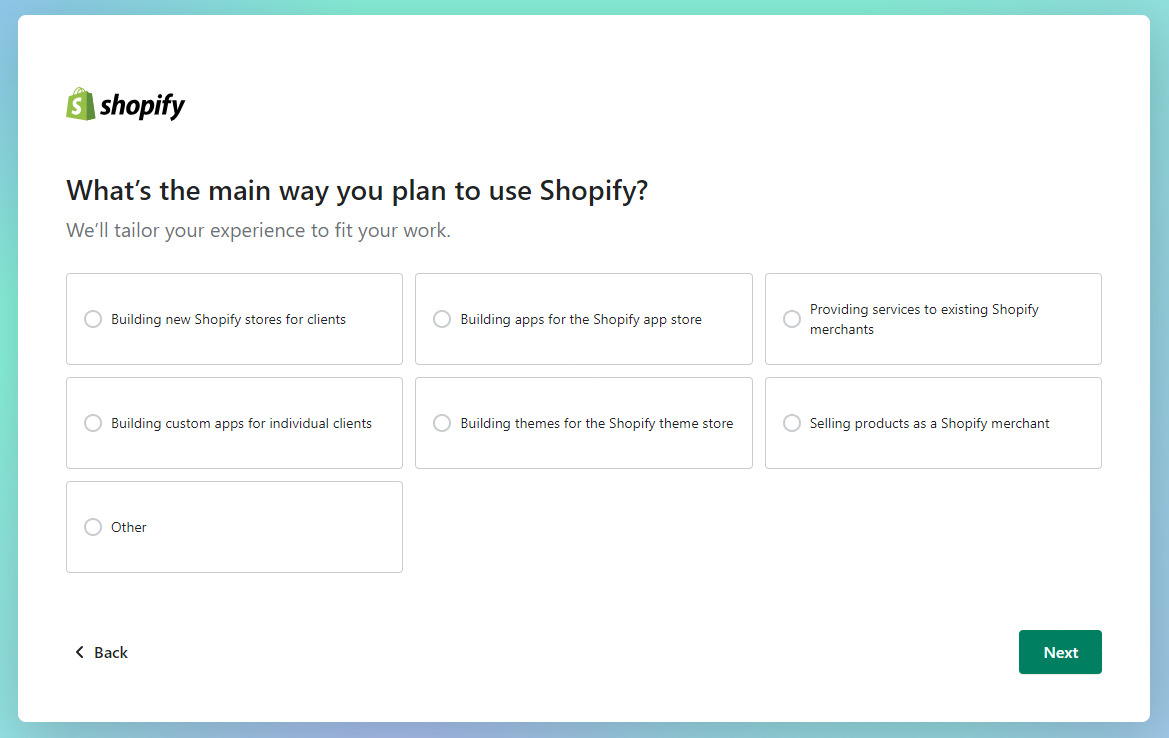 shopify
What’s the main way you plan to use Shopify?
We’ll tailor your experience to fit your work.
Building new Shopify stores for clients
Building apps for the Shopify app store
Providing services to existing Shopify
merchants
Building custom apps for individual clients
Building themes for the Shopify theme store
Selling products as a Shopify merchant
Other
Back
Next